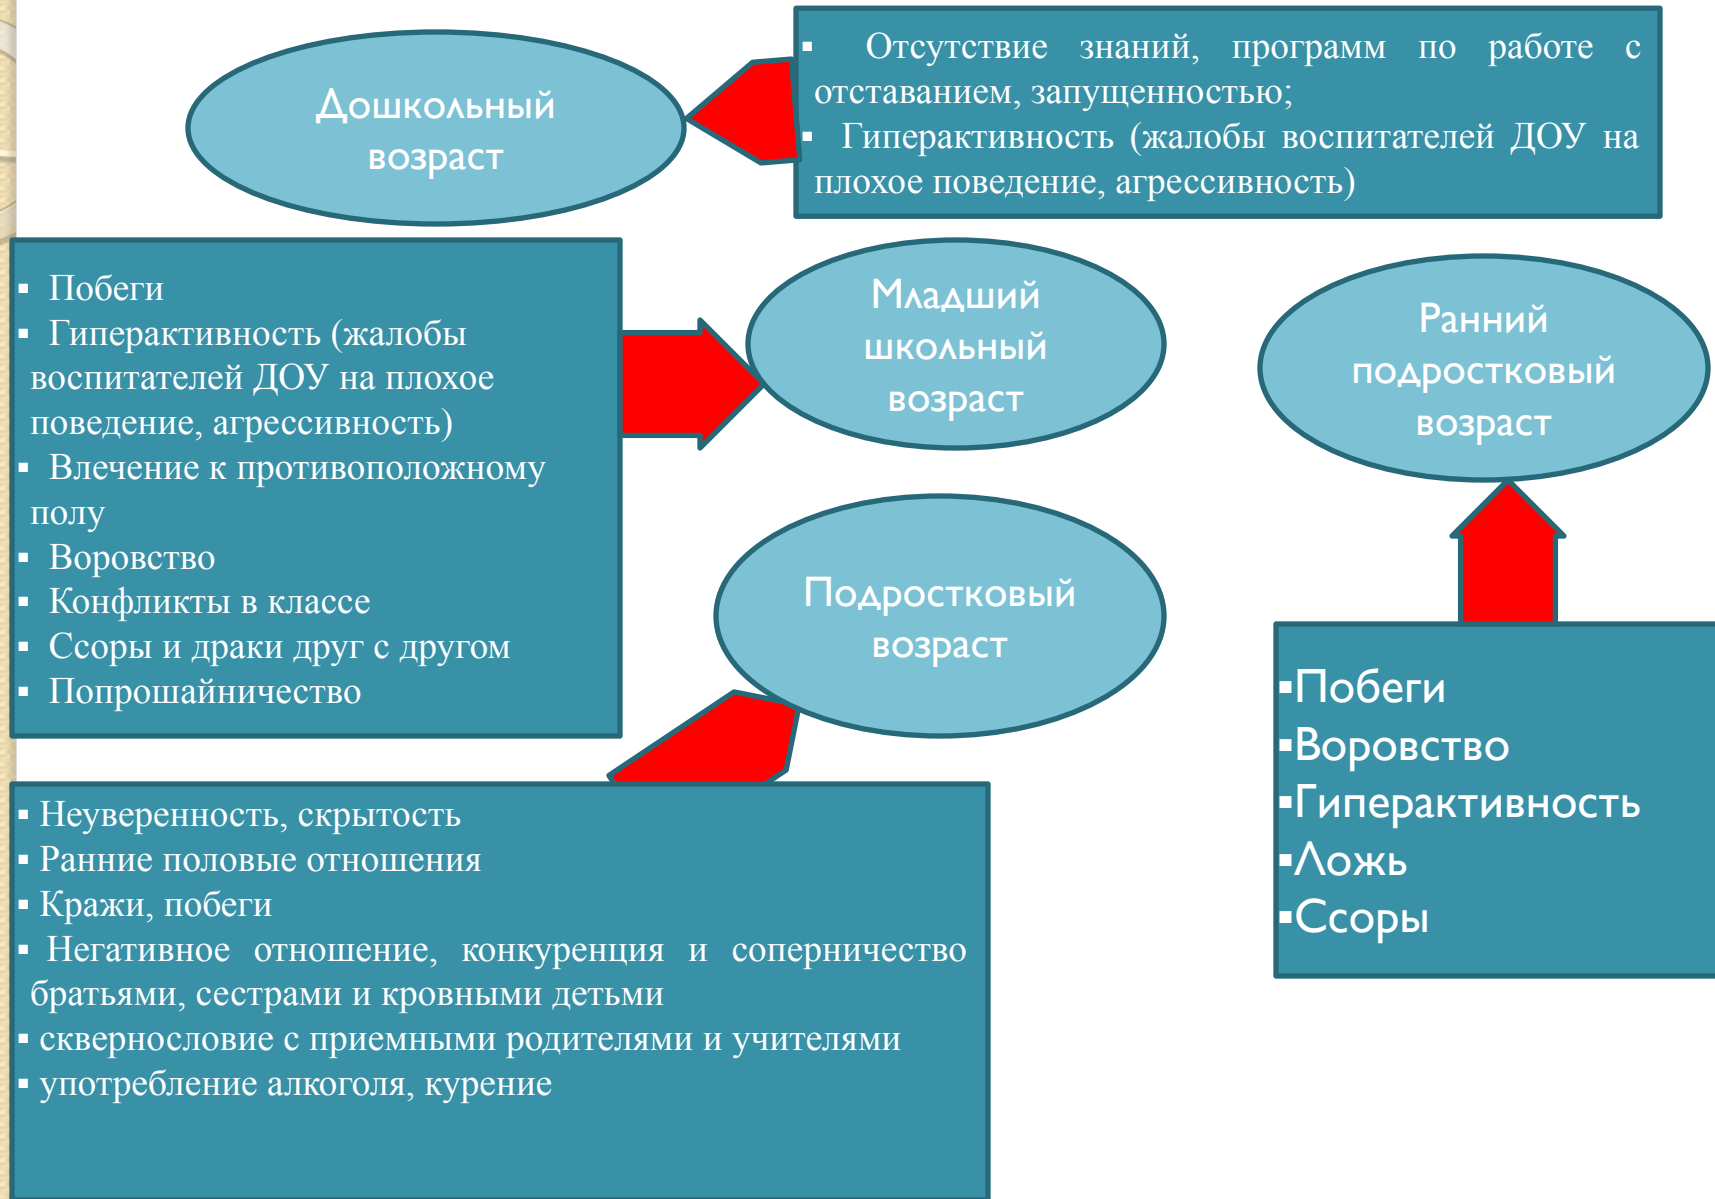 Дошкольный
возраст
▪ Отсутствие знаний, программ по работе с
отставанием, запущенностью;
▪ Гиперактивность (жалобы воспитателей ДОУ на
плохое поведение, агрессивность)
▪ Побеги
▪ Гиперактивность (жалобы
воспитателей ДОУ на плохое
поведение, агрессивность)
▪ Влечение к противоположному
полу
▪ Воровство
▪ Конфликты в классе
▪ Ссоры и драки друг с другом
▪ Попрошайничество
Младший
школьный
возраст
Ранний
подростковый
возраст
Подростковый
возраст
▪Побеги
▪Воровство
▪Гиперактивность
▪Ложь
▪Ссоры
▪ Неуверенность, скрытость
▪ Ранние половые отношения
▪ Кражи, побеги
▪ Негативное отношение, конкуренция и соперничество
братьями, сестрами и кровными детьми
▪ сквернословие с приемными родителями и учителями
▪ употребление алкоголя, курение